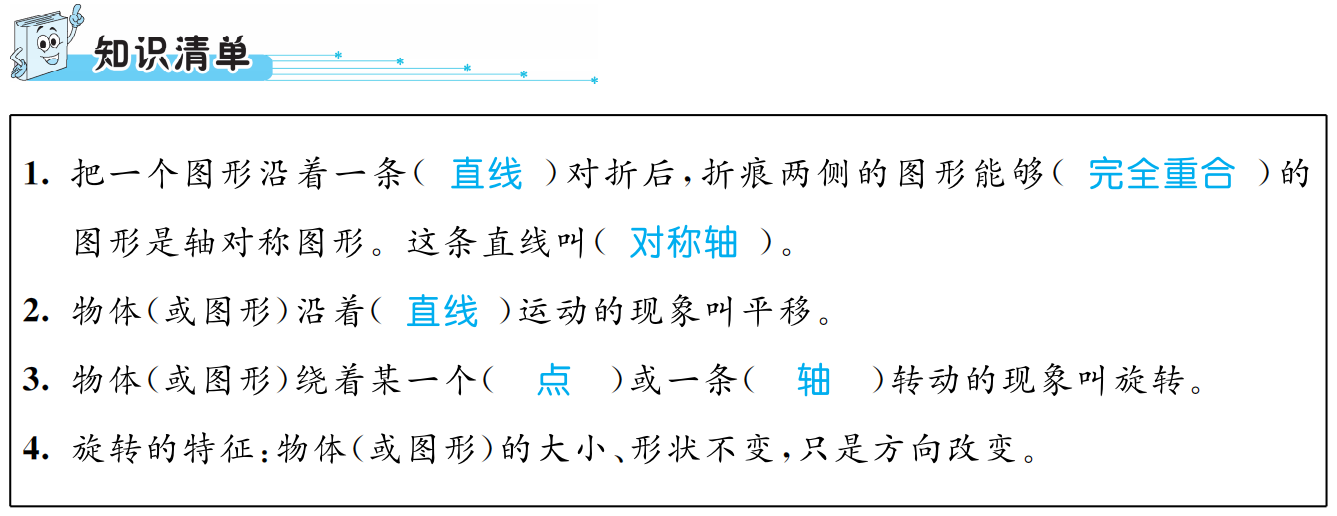 知识清单
1. 把一个图形沿着一条( 直线 )对折后,折痕两侧的图形能够( 完全重合 )的
图形是轴对称图形。这条直线叫( 对称轴 )。
2. 物体(或图形)沿着( 直线 )运动的现象叫平移。
3. 物体(或图形)绕着某一个( 点 )或一条( 轴 )转动的现象叫旋转。
4. 旋转的特征:物体(或图形)的大小、形状不变,只是方向改变。